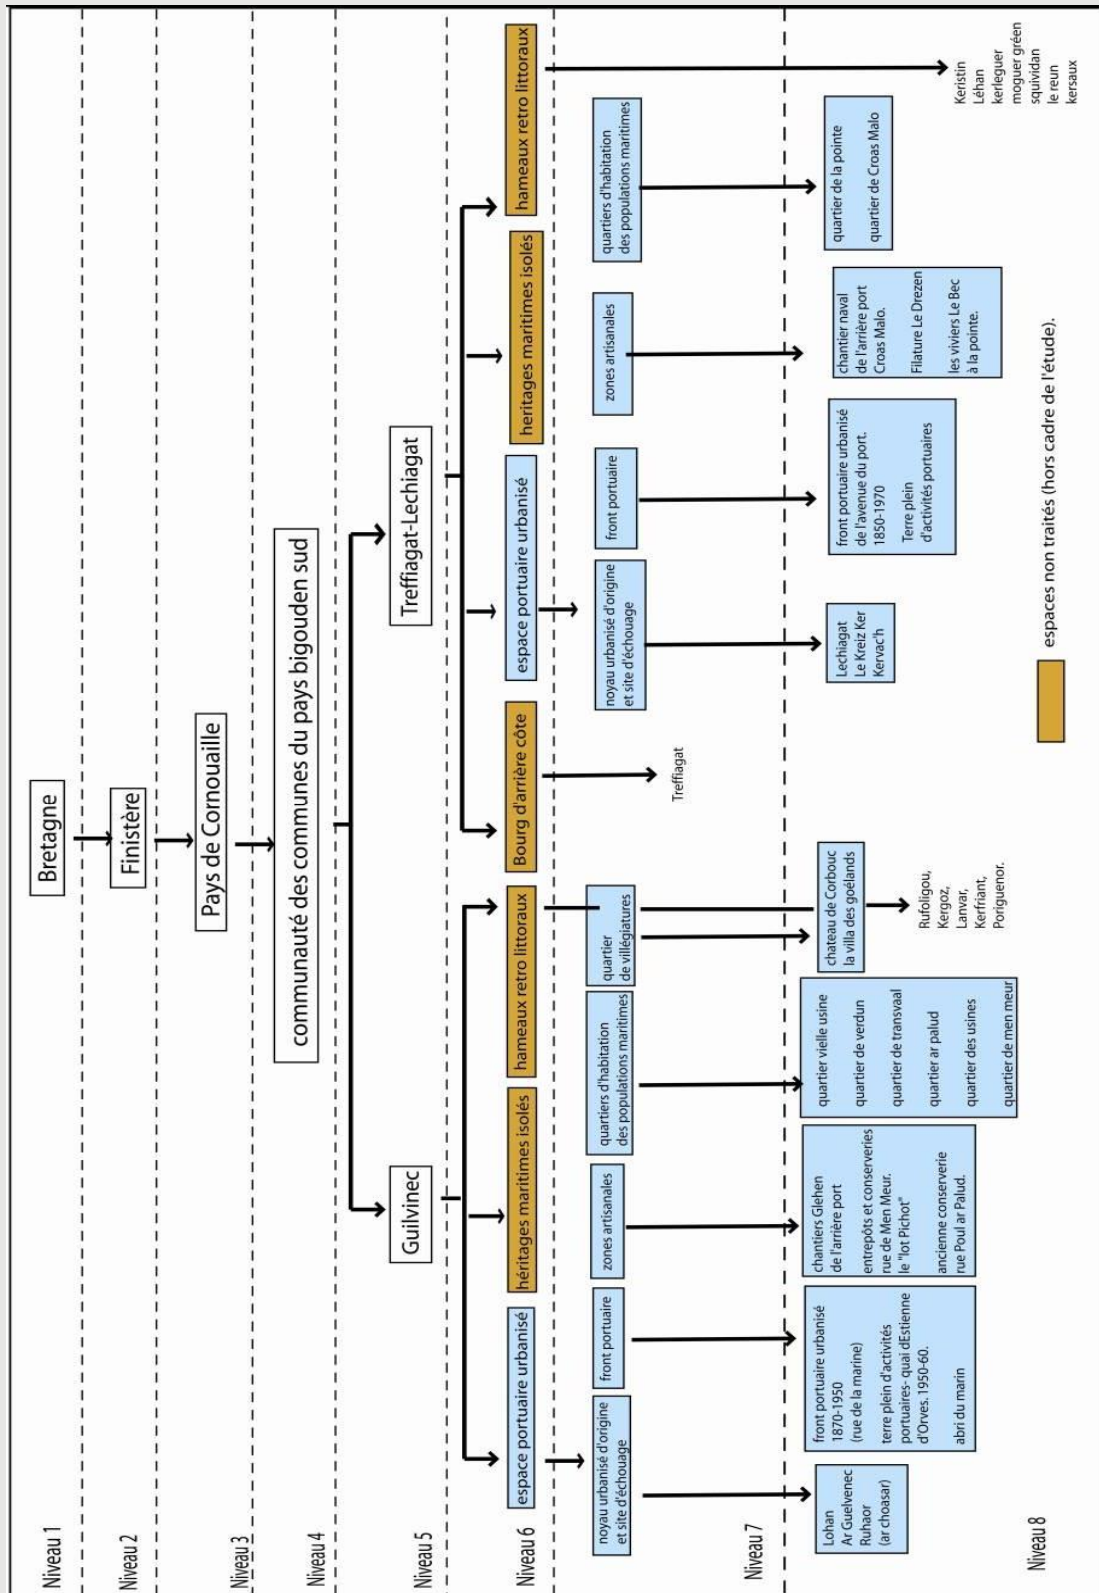 Niveau 1
Bretagne
Niveau 2
Finistère
Niveau 3
Pays de Cornouaille
Niveau 4
communauté des communes du pays bigouden sud
Niveau 5
Guilvinec
Treffiagat-Lechiagat
Niveau 6
espace portuaire urbanisé
héritages maritimes isolés
hameaux retro littoraux
Bourg d'arrière côte
espace portuaire urbanisé
heritages maritimes isolés
hameaux retro littoraux
Niveau 7
noyau urbanisé d'origine
et site d'échouage
front portuaire
zones artisanales
quartiers d'habitation
des populations maritimes
quartier
de villégiatures
Treffiagat
noyau urbanisé d'origine
et site d'échouage
front portuaire
zones artisanales
quartiers d'habitation
des populations maritimes
Niveau 8
Lohan
Ar Guelvenec
Ruhaor
(ar choasar)
front portuaire urbanisé
1870-1950
(rue de la marine)
terre plein d'activités
portuaires- quai dEstienne
d'Orves. 1950-60.
abri du marin
chantiers Glehen
de l'arrière port
entrepôts et conserveries
rue de Men Meur.
le "lot Pichot"
ancienne conserverie
rue Poul ar Palud.
quartier vielle usine
quartier de verdun
quartier de transvaal
quartier ar palud
quartier des usines
quartier de men meur
chateau de Corbouc
la villa des goélands
Rufoligou,
Kergoz,
Lanvar,
Kerfriant,
Poriguenor.
Lechiagat
Le Kreiz Ker
Kervac'h
front portuaire urbanisé
de l'avenue du port.
1850-1970
Terre plein
d'activités portuaires
chantier naval
de l'arrière port
Croas Malo.
Filature Le Drezen
les viviers Le Bec
à la pointe.
quartier de la pointe
quartier de Croas Malo
Keristin
Léhan
kerleguer
moguer gréen
squividan
le reun
kersaux
espaces non traités (hors cadre de l'étude).